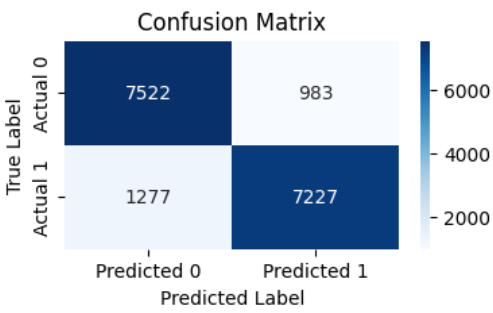 Confusion Matrix
True Label
Actual 0
7522
983
Actual 1
1277
7227
Predicted 0
Predicted 1
Predicted Label
6000
4000
2000